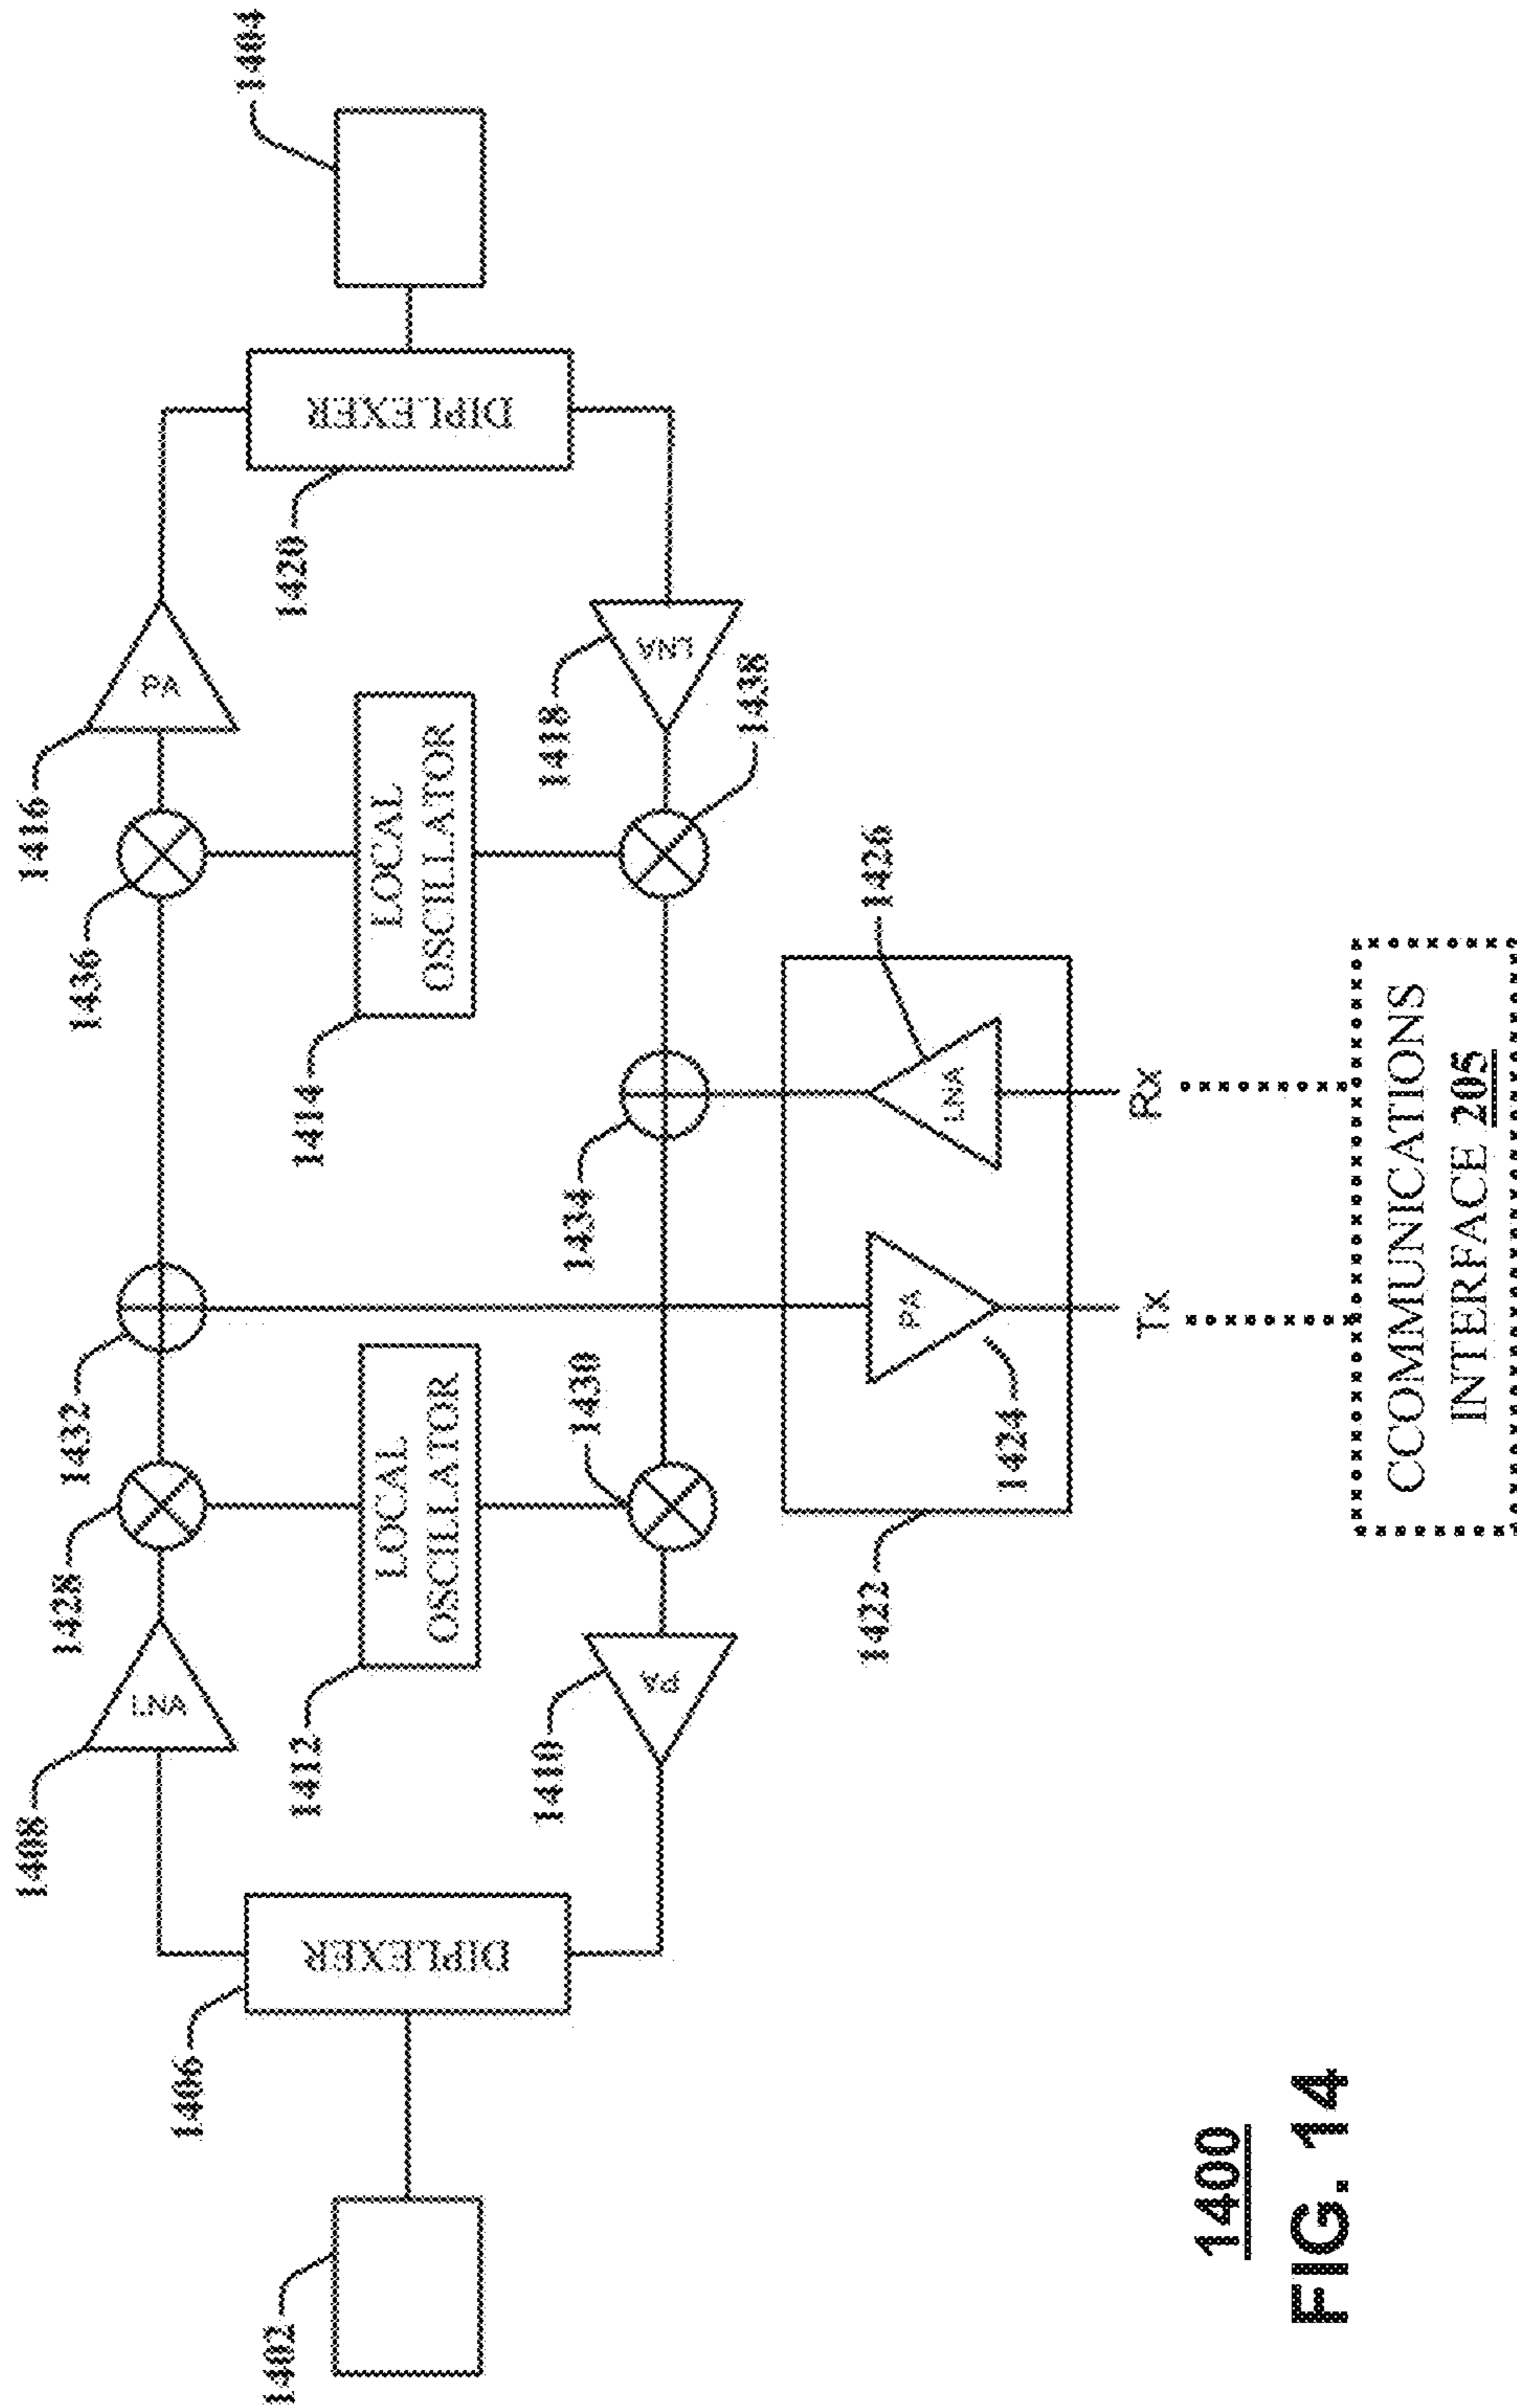 1404
1416
PA
1436
DIPLEXER
1420
LOCAL
OSCILLATOR
1414
LNA
1418
1438
1432
1434
LNA
1426
Rx
1428
LOCAL
OSCILLATOR
1412
1430
PA
1424
Tx
1422
CCOMMUNICATIONS
INTERFACE 205
1408
LNA
PA
1410
DIPLEXER
1406
1402
1400
FIG. 14